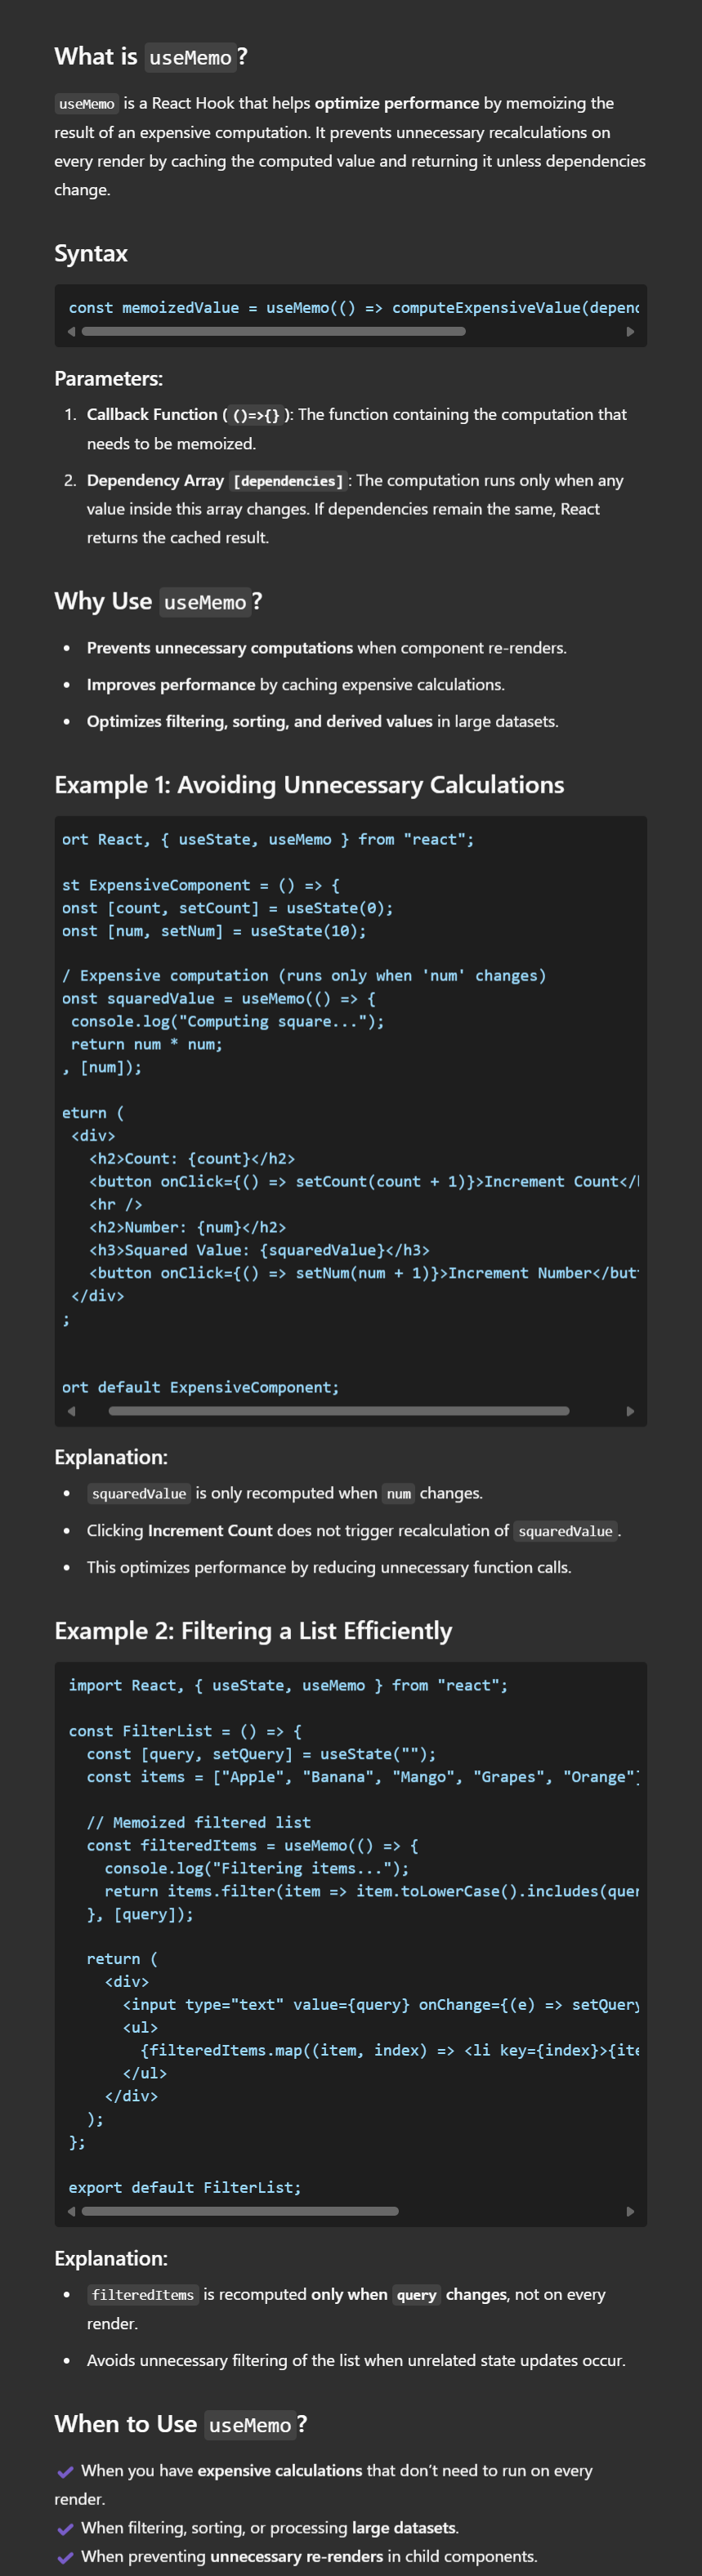 What is useMemo?
useMemo is a React Hook that helps optimize performance by memoizing the
result of an expensive computation. It prevents unnecessary recalculations on
every render by caching the computed value and returning it unless dependencies
change.
Syntax
const memoizedValue = useMemo(() => computeExpensiveValue(depend
Parameters:
1. Callback Function ( ()=>{} ): The function containing the computation that
needs to be memoized.
2. Dependency Array [dependencies] : The computation runs only when any
value inside this array changes. If dependencies remain the same, React
returns the cached result.
Why Use useMemo?
• Prevents unnecessary computations when component re-renders.
• Improves performance by caching expensive calculations.
• Optimizes filtering, sorting, and derived values in large datasets.
Example 1: Avoiding Unnecessary Calculations
ort React, { useState, useMemo } from "react";
st ExpensiveComponent = () => {
onst [count, setCount] = useState(0);
onst [num, setNum] = useState(10);
/ Expensive computation (runs only when 'num' changes)
onst squaredValue = useMemo(() => {
console.log("Computing square...");
return num * num;
, [num]);
eturn (
<div>
<h2>Count: {count}</h2>
<button onClick={() => setCount(count + 1)}>Increment Count</b
<hr />
<h2>Number: {num}</h2>
<h3>Squared Value: {squaredValue}</h3>
<button onClick={() => setNum(num + 1)}>Increment Number</butt
</div>
;
ort default ExpensiveComponent;
Explanation:
• squaredValue is only recomputed when num changes.
• Clicking Increment Count does not trigger recalculation of squaredValue.
• This optimizes performance by reducing unnecessary function calls.
Example 2: Filtering a List Efficiently
import React, { useState, useMemo } from "react";
const FilterList = () => {
const [query, setQuery] = useState("");
const items = ["Apple", "Banana", "Mango", "Grapes", "Orange"]
// Memoized filtered list
const filteredItems = useMemo(() => {
console.log("Filtering items...");
return items.filter(item => item.toLowerCase().includes(quer
}, [query]);
return (
<div>
<input type="text" value={query} onChange={(e) => setQuery
<ul>
{filteredItems.map((item, index) => <li key={index}>{ite
</ul>
</div>
);
};
export default FilterList;
Explanation:
• filteredItems is recomputed only when query changes, not on every
render.
• Avoids unnecessary filtering of the list when unrelated state updates occur.
When to Use useMemo?
✔ When you have expensive calculations that don’t need to run on every
render.
✔ When filtering, sorting, or processing large datasets.
✔ When preventing unnecessary re-renders in child components.